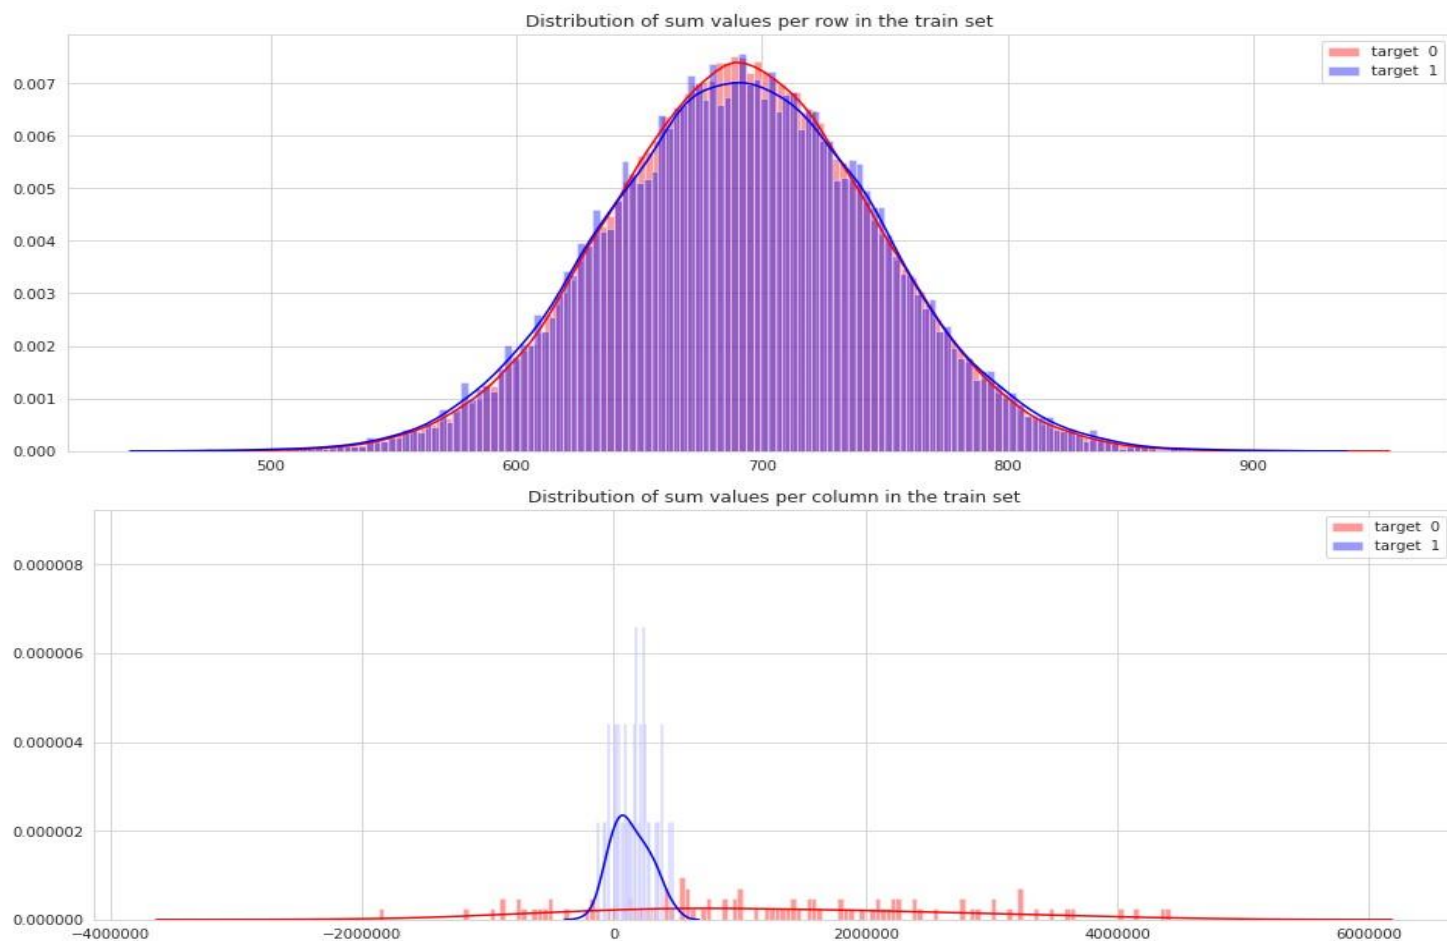 Distribution of sum values per row in the train set
target 0
target 1
0.007
0.006
0.005
0.004
0.003
0.002
0.001
0.000
500 600 700 800 900
Distribution of sum values per column in the train set
target 0
target 1
0.000008
0.000006
0.000004
0.000002
0.000000
−4000000 −2000000 0 2000000 4000000 6000000